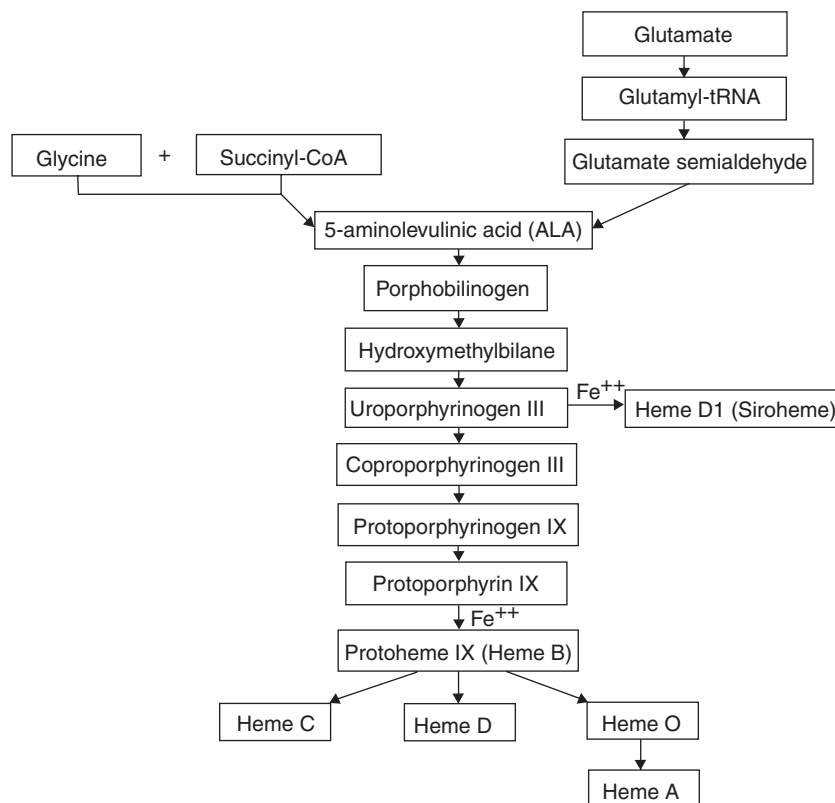 Glutamate
Glutamyl-tRNA
Glycine + Succinyl-CoA
Glutamate semialdehyde
5-aminolevulinic acid (ALA)
Porphobilinogen
Hydroxymethylbilane
Uroporphyrinogen III
Fe++
Heme D1 (Siroheme)
Coproporphyrinogen III
Protoporphyrinogen IX
Protoporphyrin IX
Fe++
Protoheme IX (Heme B)
Heme C
Heme D
Heme O
Heme A